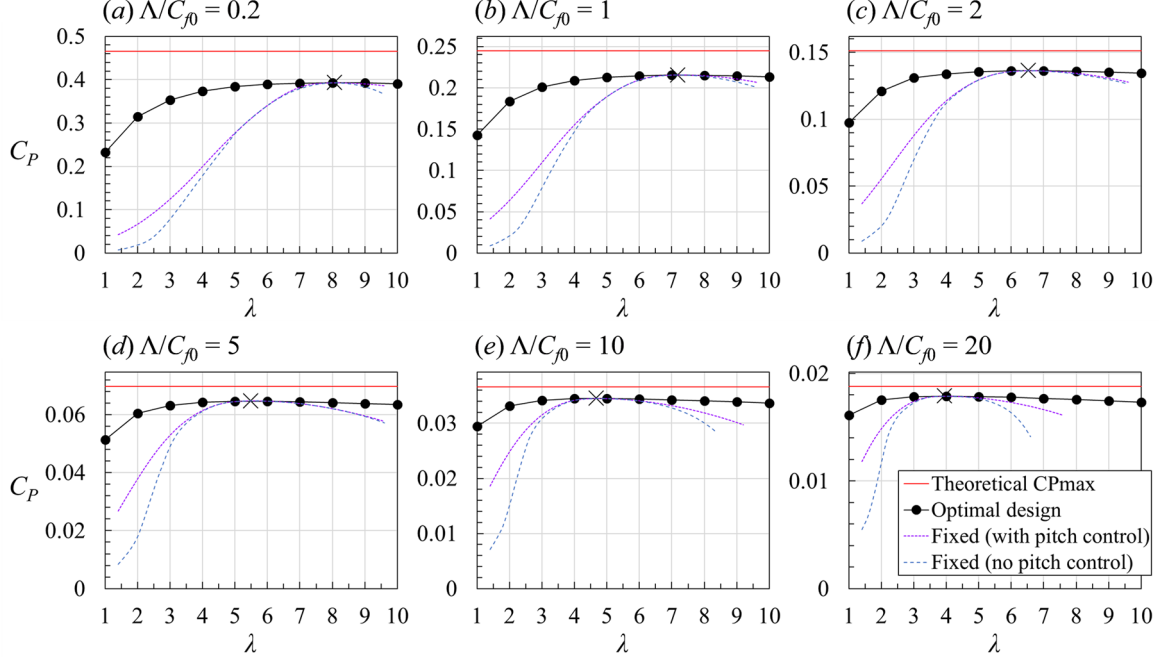 (a) Λ/Cf0 = 0.2
(b) Λ/Cf0 = 1
(c) Λ/Cf0 = 2
0.5
0.4
0.3
0.2
0.1
0
CP
1 2 3 4 5 6 7 8 9 10
λ
0.25
0.2
0.15
0.1
0.05
0
1 2 3 4 5 6 7 8 9 10
λ
0.15
0.1
0.05
0
1 2 3 4 5 6 7 8 9 10
λ
(d) Λ/Cf0 = 5
(e) Λ/Cf0 = 10
(f) Λ/Cf0 = 20
0.06
0.04
0.02
0
CP
1 2 3 4 5 6 7 8 9 10
λ
0.03
0.02
0.01
0
1 2 3 4 5 6 7 8 9 10
λ
0.02
0.01
0
1 2 3 4 5 6 7 8 9 10
λ
Theoretical CPmax
Optimal design
Fixed (with pitch control)
Fixed (no pitch control)